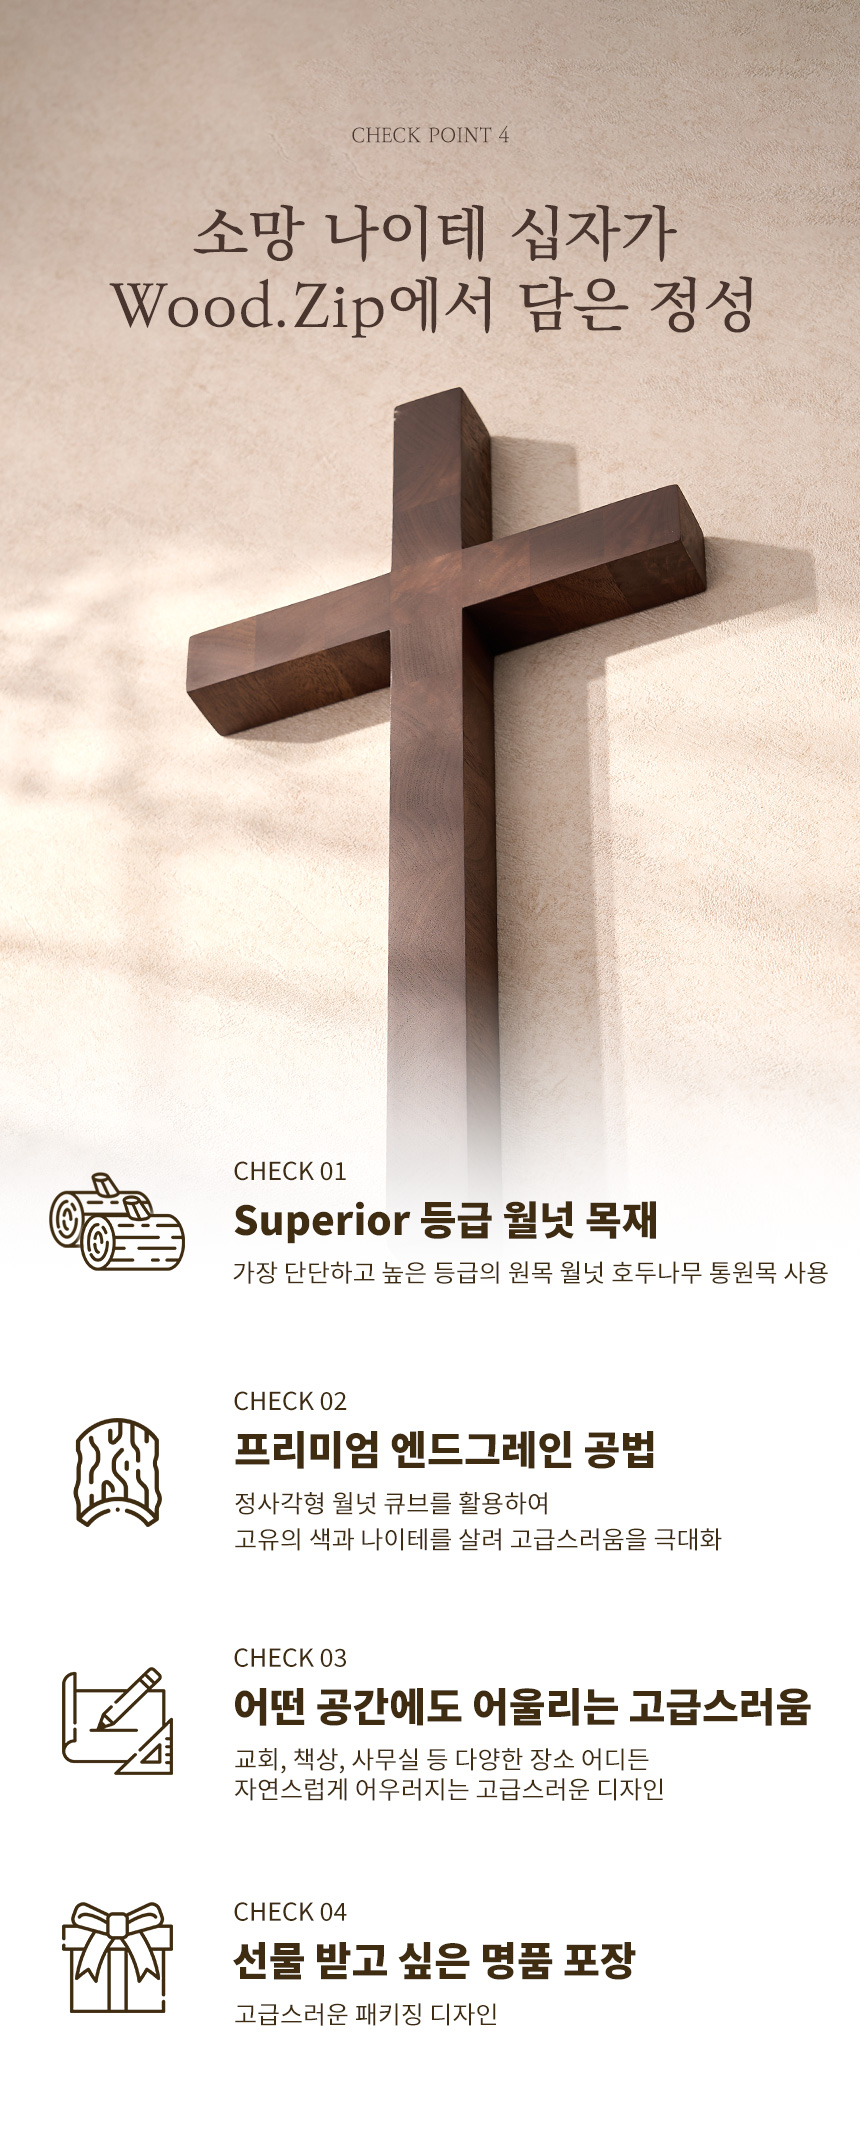 CHECK POINT 4
소망 나이테 십자가
Wood.Zip에서 담은 정성
CHECK 01
Superior 등급 월넛 목재
가장 단단하고 높은 등급의 원목 월넛 호두나무 통원목 사용
CHECK 02
프리미엄 엔드그레인 공법
정사각형 월넛 큐브를 활용하여
고유의 색과 나이테를 살려 고급스러움을 극대화
CHECK 03
어떤 공간에도 어울리는 고급스러움
교회, 책상, 사무실 등 다양한 장소 어디든
자연스럽게 어우러지는 고급스러운 디자인
CHECK 04
선물 받고 싶은 명품 포장
고급스러운 패키징 디자인